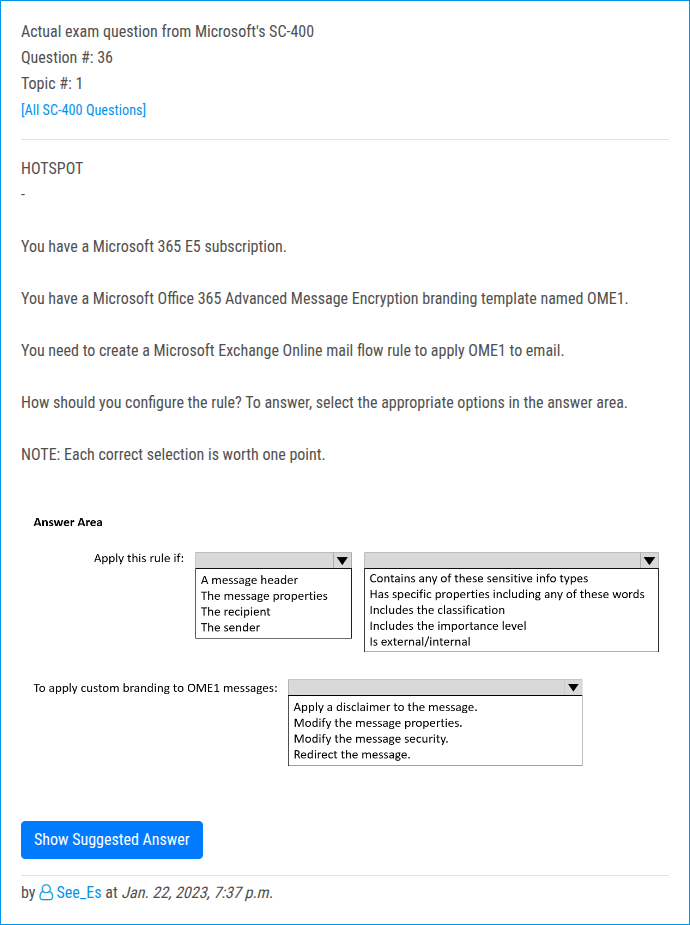 Actual exam question from Microsoft's SC-400
Question #: 36
Topic #: 1
[All SC-400 Questions]
HOTSPOT
-
You have a Microsoft 365 E5 subscription.
You have a Microsoft Office 365 Advanced Message Encryption branding template named OME1.
You need to create a Microsoft Exchange Online mail flow rule to apply OME1 to email.
How should you configure the rule? To answer, select the appropriate options in the answer area.
NOTE: Each correct selection is worth one point.
Answer Area
Apply this rule if:
A message header
The message properties
The recipient
The sender
Contains any of these sensitive info types
Has specific properties including any of these words
Includes the classification
Includes the importance level
Is external/internal
To apply custom branding to OME1 messages:
Apply a disclaimer to the message.
Modify the message properties.
Modify the message security.
Redirect the message.
Show Suggested Answer
by See_Es at Jan. 22, 2023, 7:37 p.m.